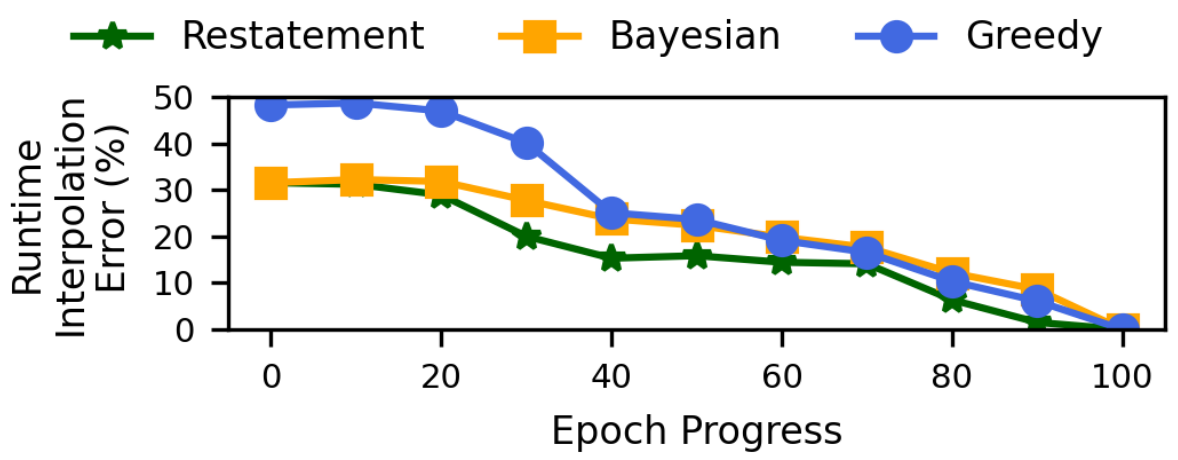 Restatement Bayesian Greedy
Runtime
Interpolation
Error (%)
50
40
30
20
10
0
0 20 40 60 80 100
Epoch Progress